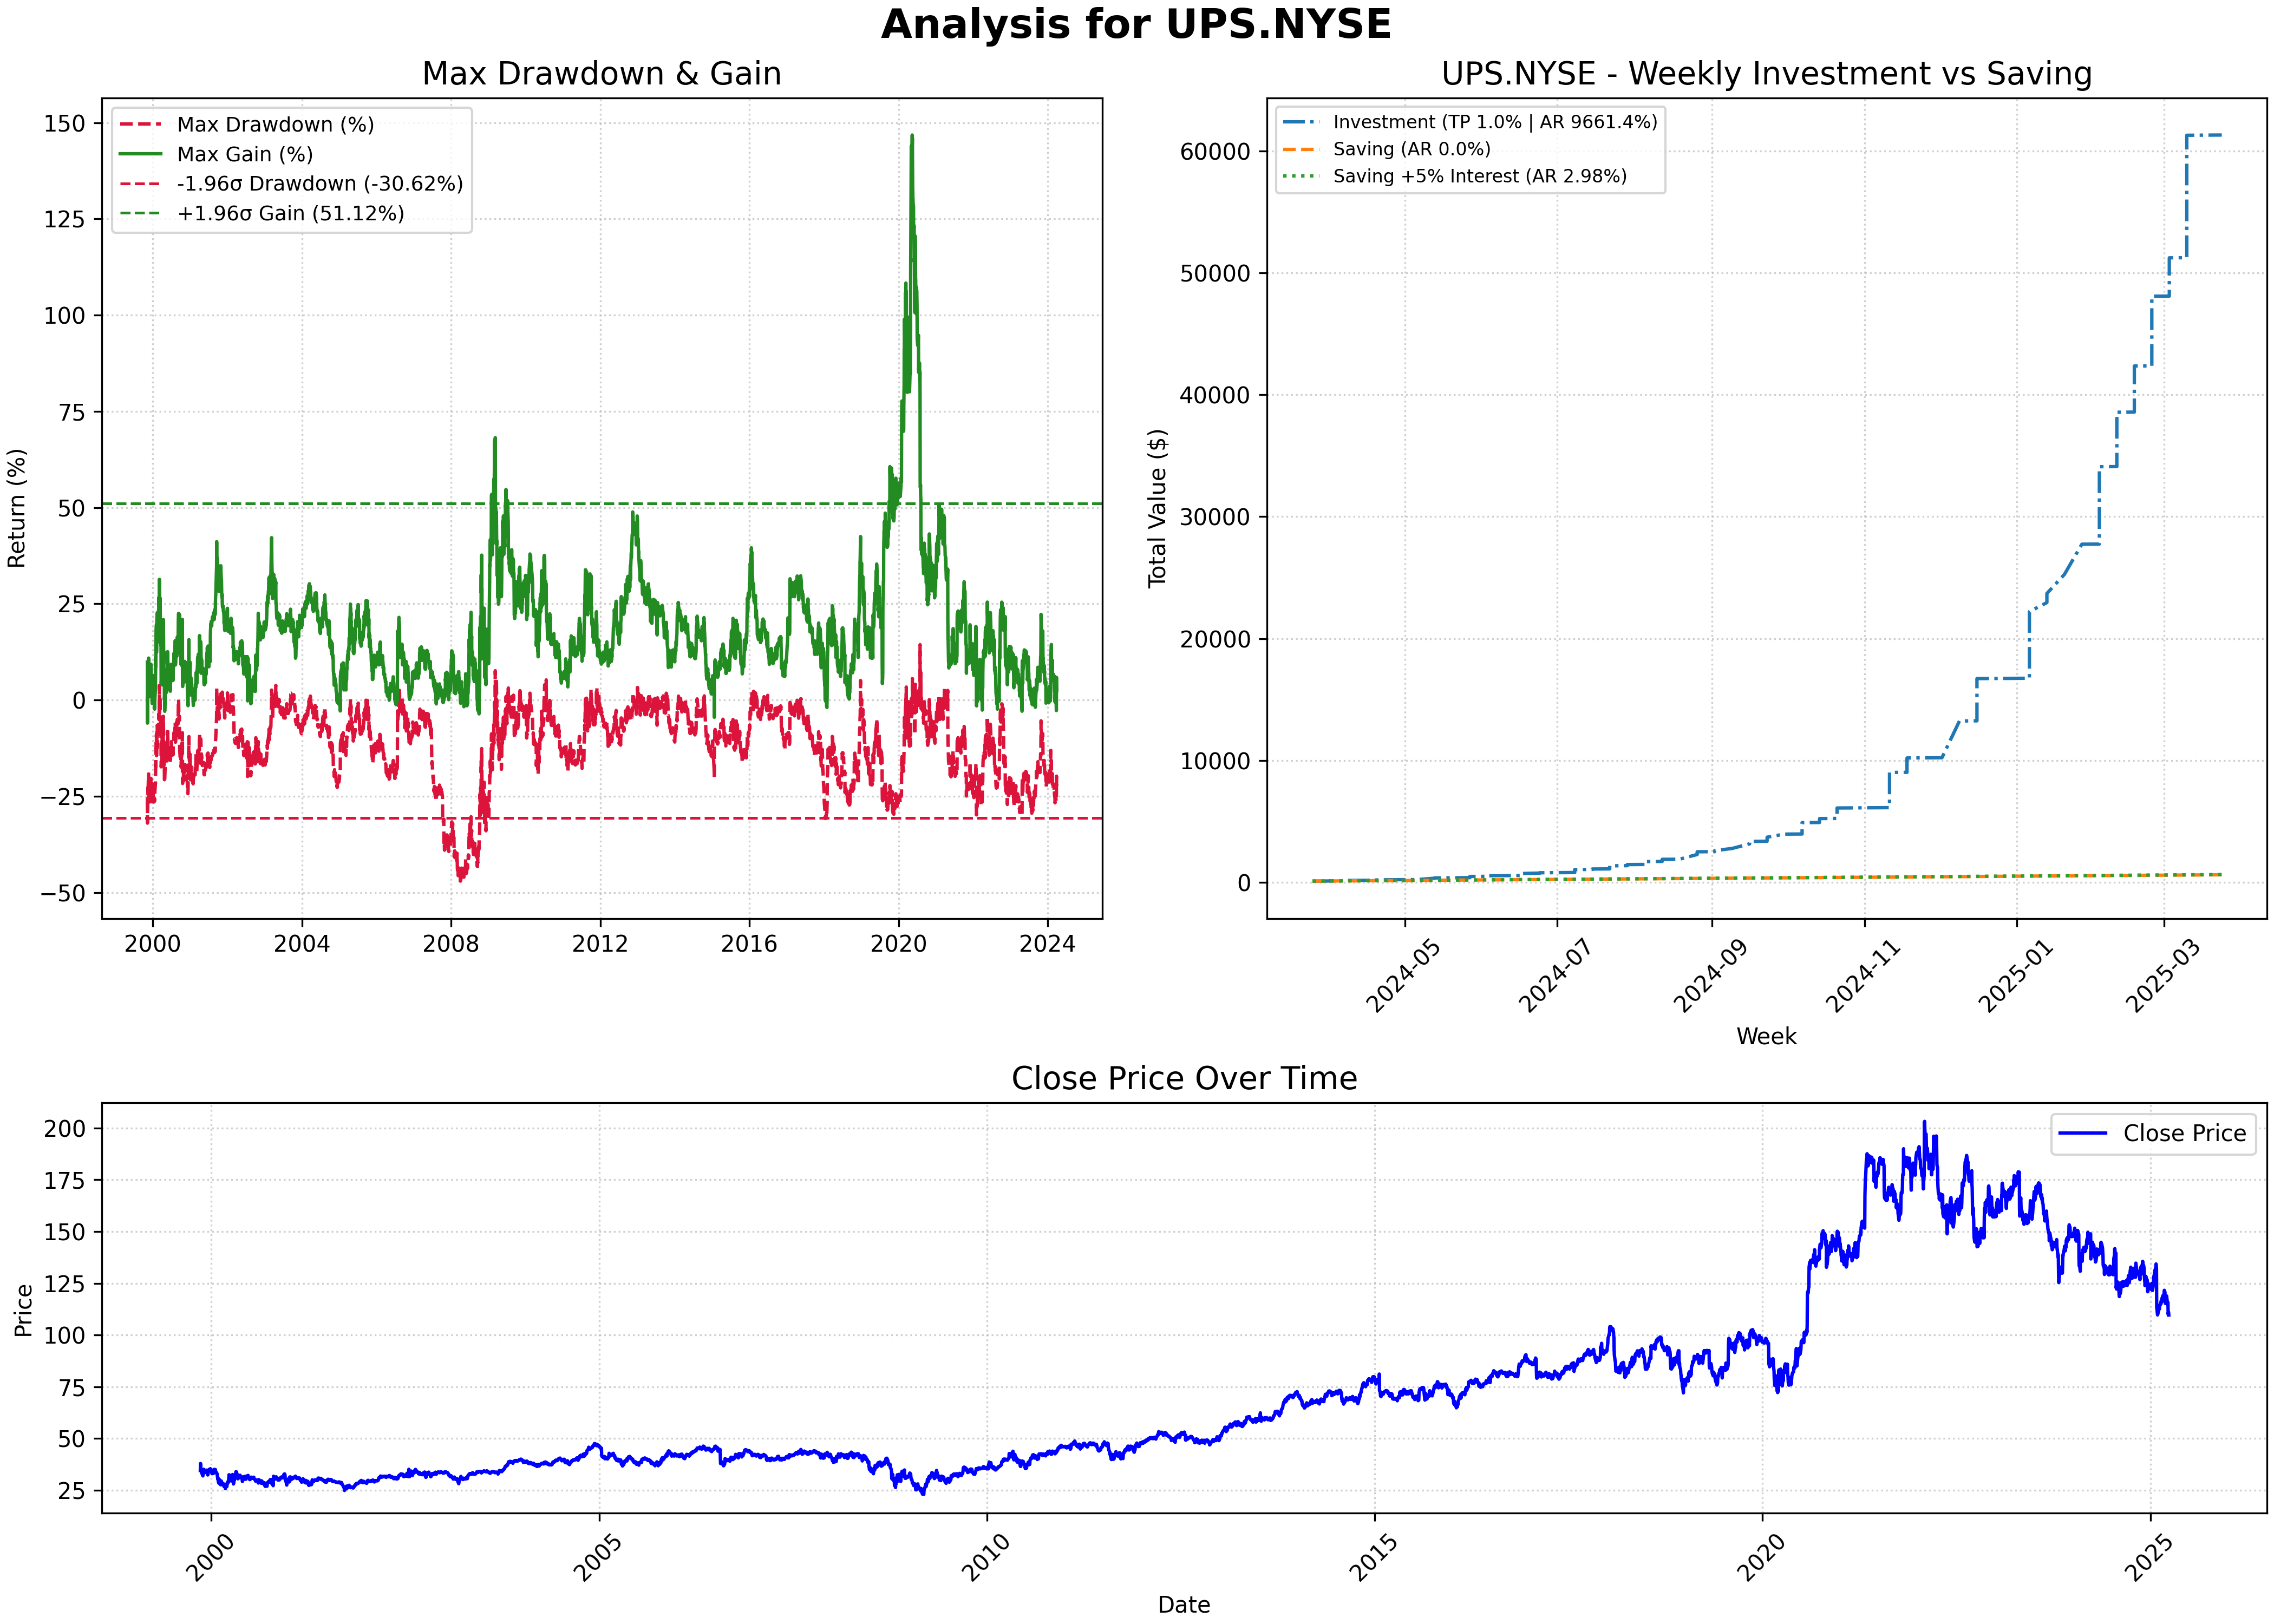 Analysis for UPS.NYSE
Max Drawdown & Gain
Return (%)
150
125
100
75
50
25
0
−25
−50
Max Drawdown (%)
Max Gain (%)
-1.96σ Drawdown (-30.62%)
+1.96σ Gain (51.12%)
2000
2004
2008
2012
2016
2020
2024
UPS.NYSE - Weekly Investment vs Saving
Total Value ($)
60000
50000
40000
30000
20000
10000
0
Investment (TP 1.0% | AR 9661.4%)
Saving (AR 0.0%)
Saving +5% Interest (AR 2.98%)
2024-05
2024-07
2024-09
2024-11
2025-01
2025-03
Week
Close Price Over Time
Price
200
175
150
125
100
75
50
25
Close Price
2000
2005
2010
2015
2020
2025
Date